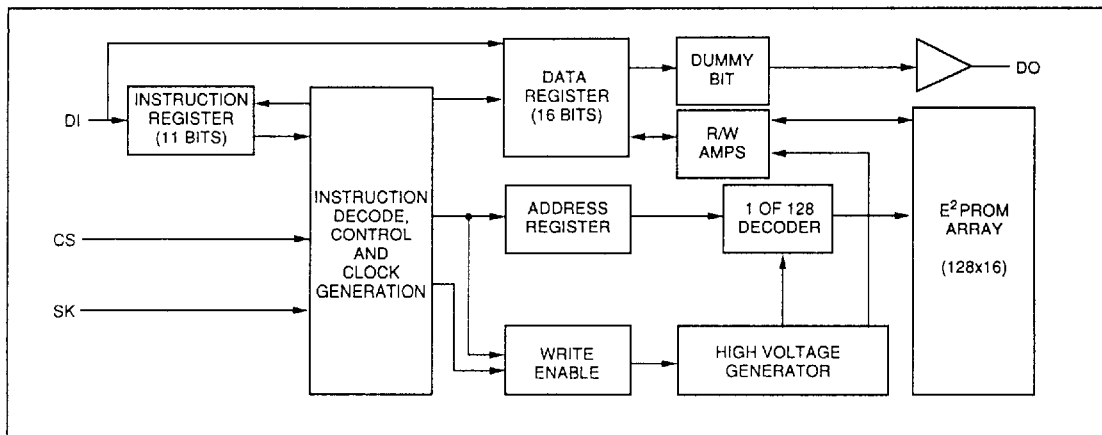 DI
INSTRUCTION
REGISTER
(11 BITS)
CS
SK
INSTRUCTION
DECODE,
CONTROL
AND
CLOCK
GENERATION
DATA
REGISTER
(16 BITS)
DUMMY
BIT
DO
R/W
AMPS
ADDRESS
REGISTER
1 OF 128
DECODER
WRITE
ENABLE
HIGH VOLTAGE
GENERATOR
E²PROM
ARRAY
(128x16)